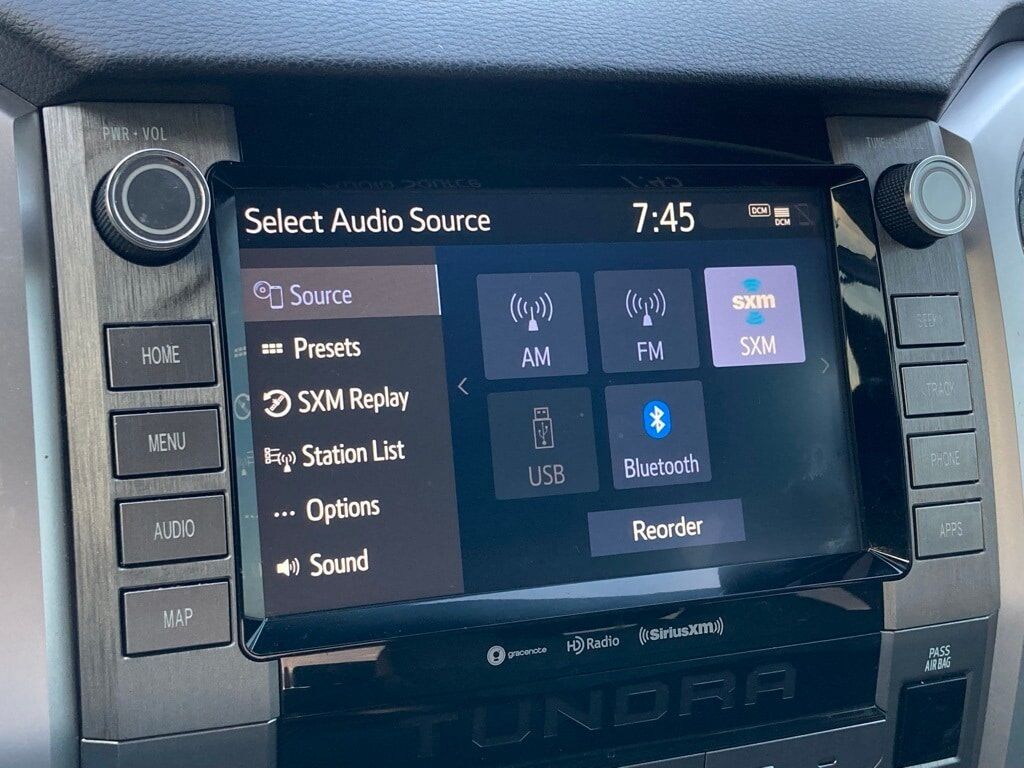 PWR • VOL
Select Audio Source
7:45
DCM
DCM
Source
Presets
SXM Replay
Station List
Options
Sound
AM
FM
sxm
SXM
USB
Bluetooth
Reorder
HOME
MENU
AUDIO
MAP
TRACK
PHONE
APPS
gracenote
HD Radio
((SiriusXM))
TUNDRA
PASS
AIR BAG